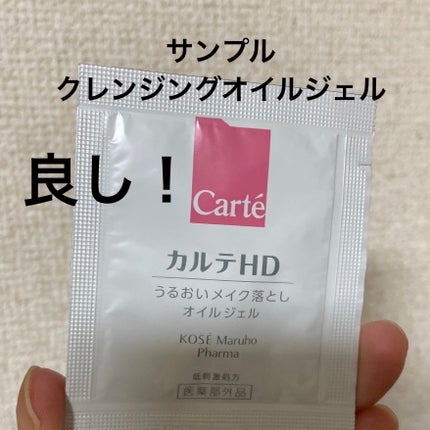 サンプル
クレンジングオイルジェル
良し！
Carté
カルテHD
うるおいメイク落とし
オイルジェル
KOSÉ Maruho
Pharma
低刺激処方
医薬部外品